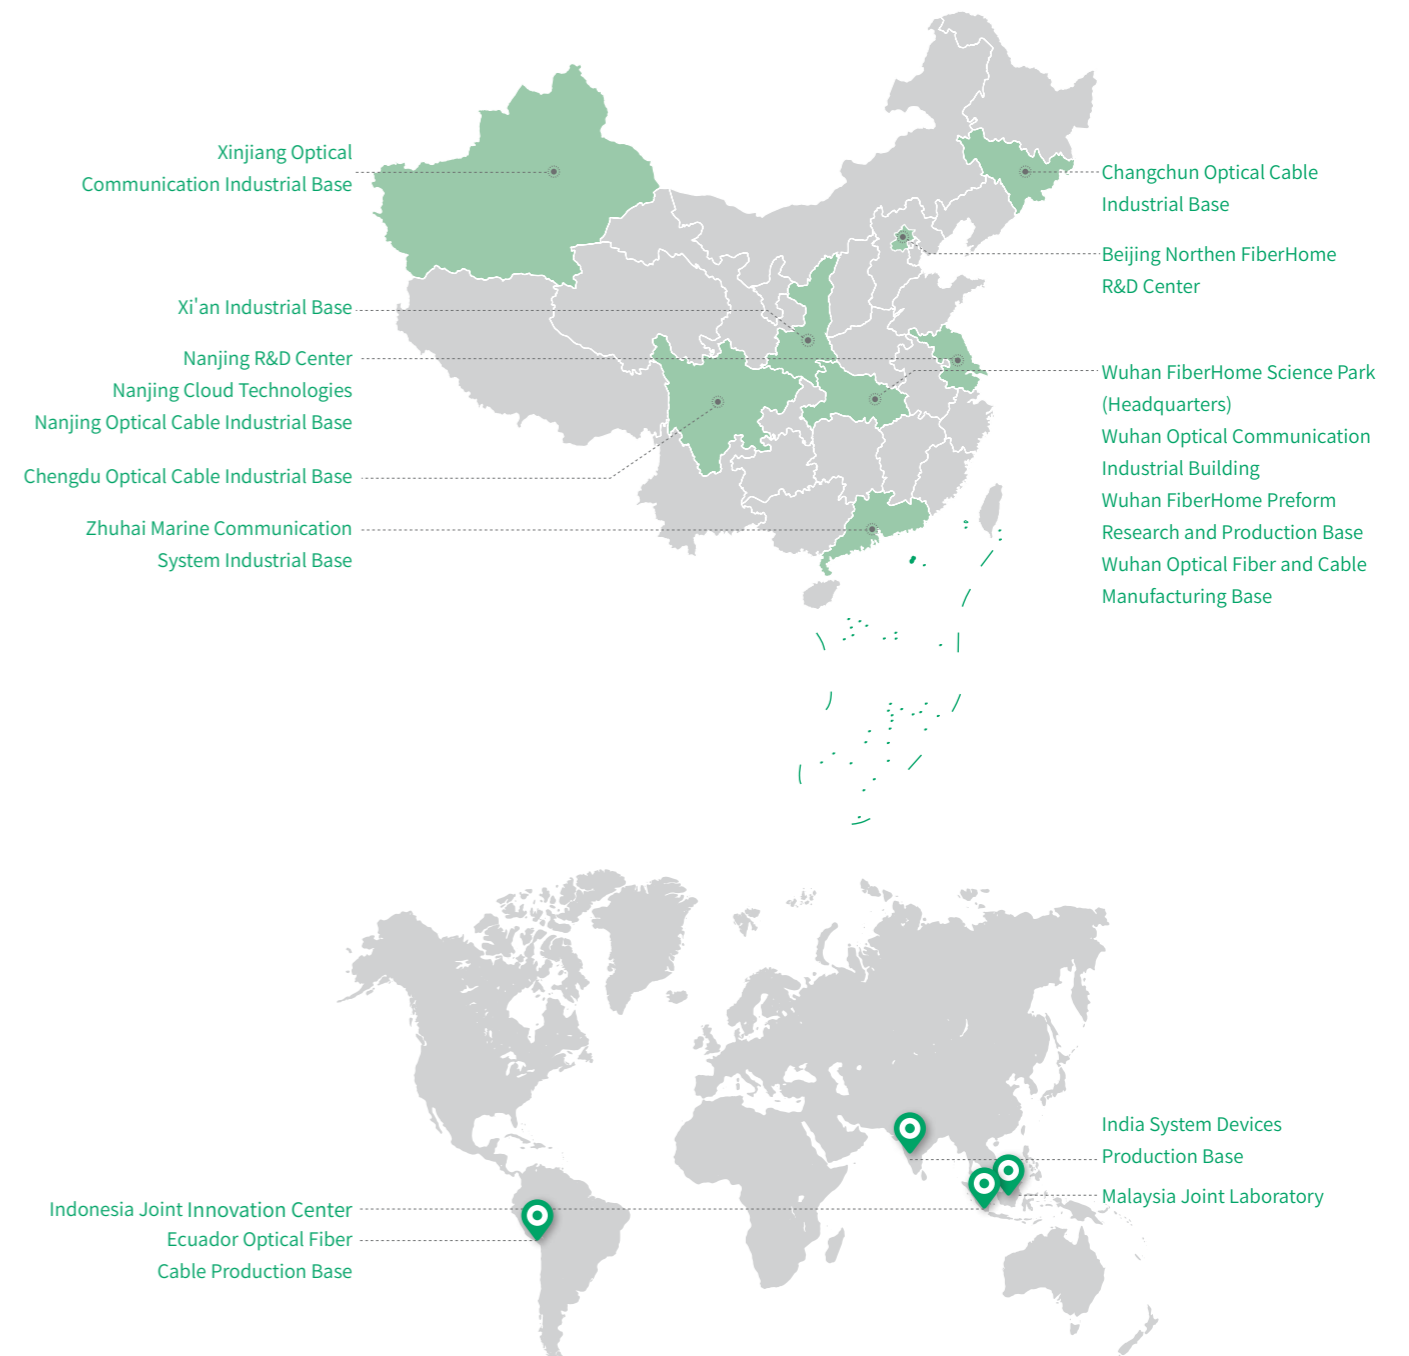 Xinjiang Optical
Communication Industrial Base
Xi'an Industrial Base
Nanjing R&D Center
Nanjing Cloud Technologies
Nanjing Optical Cable Industrial Base
Chengdu Optical Cable Industrial Base
Zhuhai Marine Communication
System Industrial Base
Changchun Optical Cable
Industrial Base
Beijing Northen FiberHome
R&D Center
Wuhan FiberHome Science Park
(Headquarters)
Wuhan Optical Communication
Industrial Building
Wuhan FiberHome Preform
Research and Production Base
Wuhan Optical Fiber and Cable
Manufacturing Base
Indonesia Joint Innovation Center
Ecuador Optical Fiber
Cable Production Base
India System Devices
Production Base
Malaysia Joint Laboratory